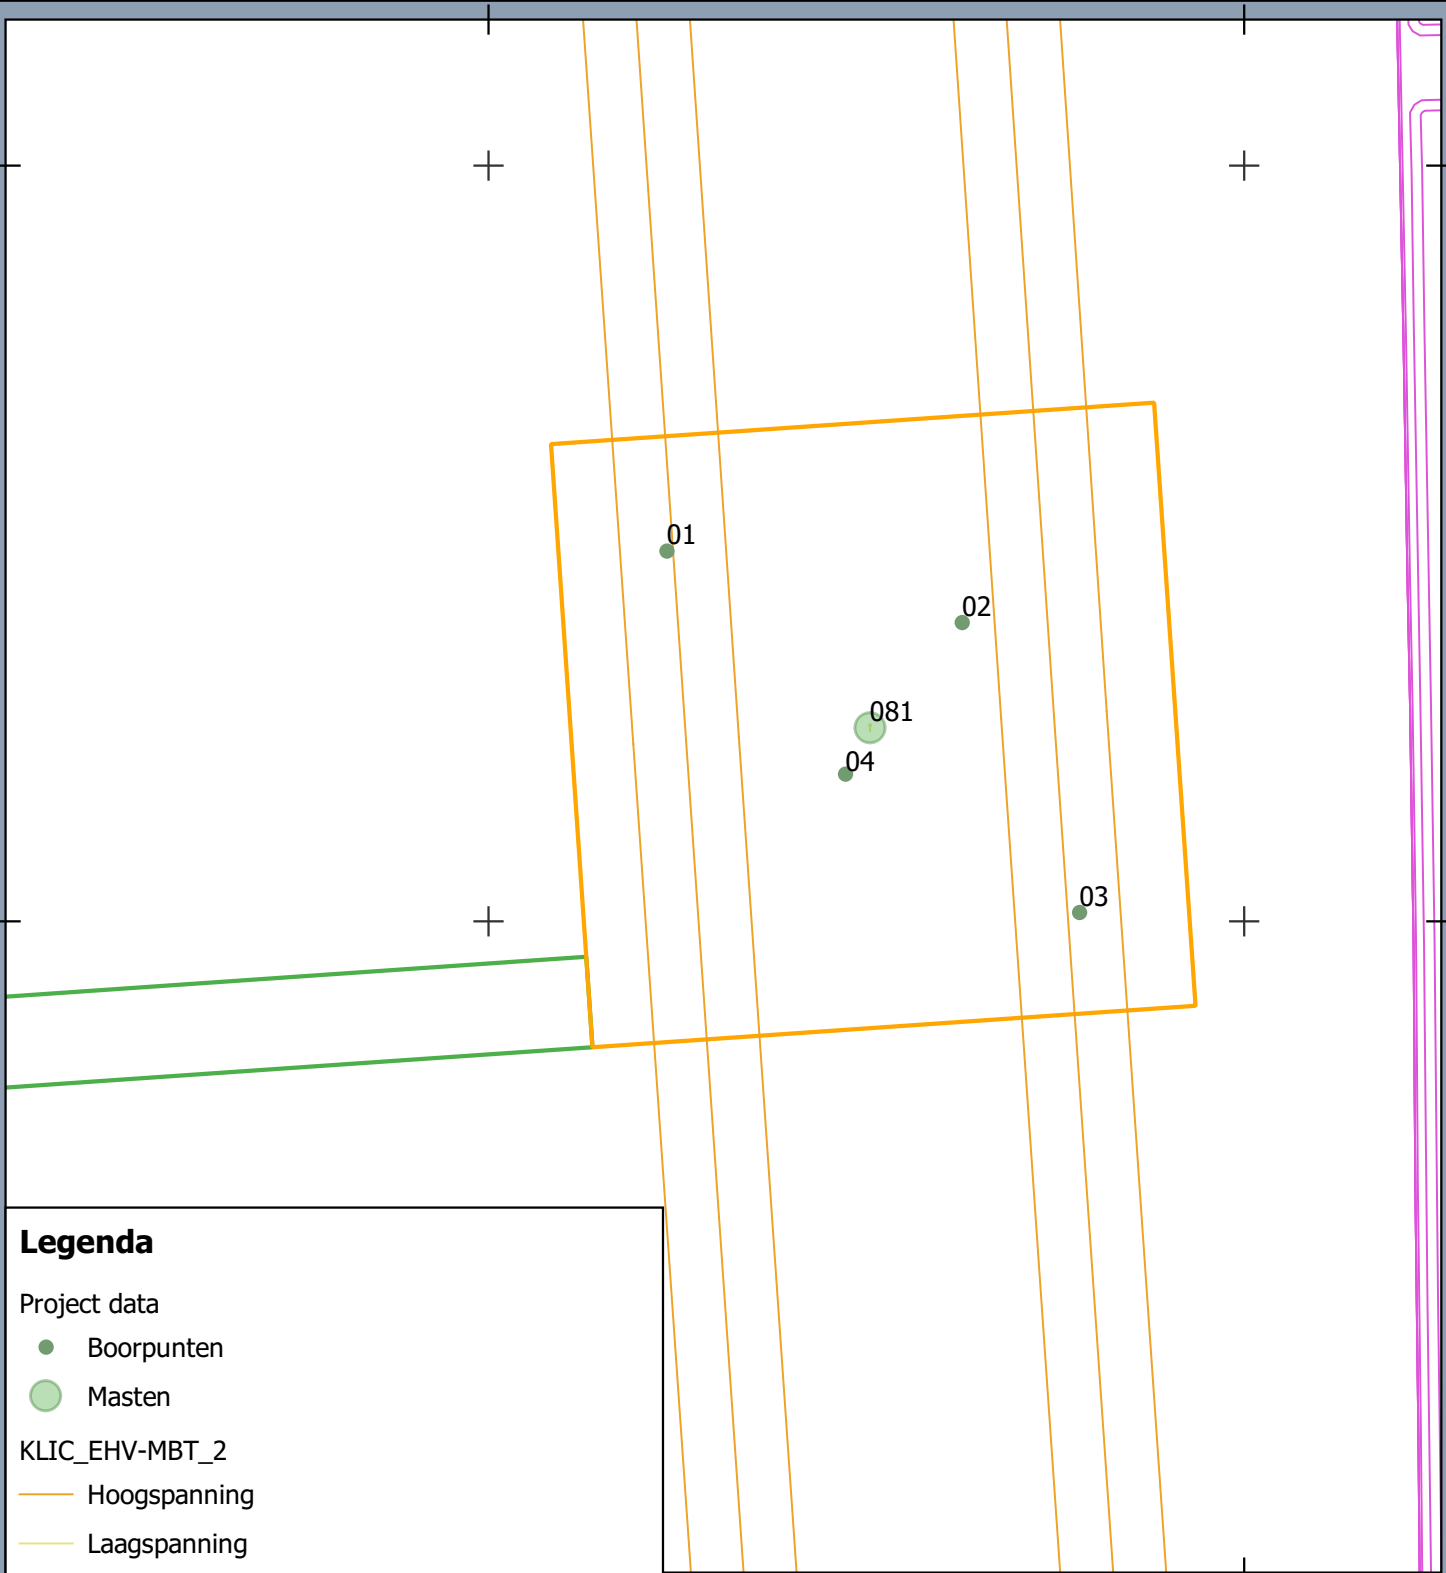 01
02
081
04
03
Legenda
Project data
Boorpunten
Masten
KLIC_EHV-MBT_2
Hoogspanning
Laagspanning